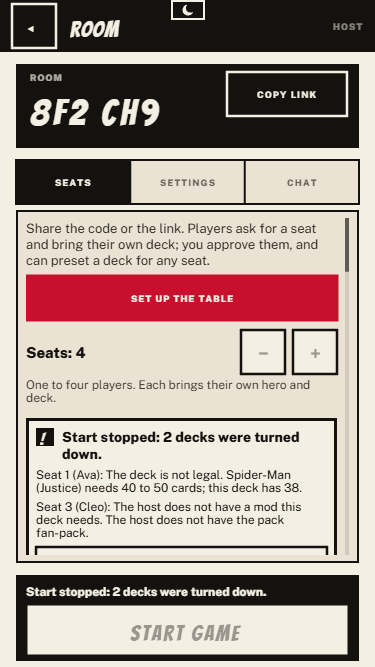 ROOM
HOST
ROOM
8F2 CH9
COPY LINK
SEATS
SETTINGS
CHAT
Share the code or the link. Players ask for a seat
and bring their own deck; you approve them, and
can preset a deck for any seat.
SET UP THE TABLE
Seats: 4
−
+
One to four players. Each brings their own hero and
deck.
! Start stopped: 2 decks were turned
down.
Seat 1 (Ava): The deck is not legal. Spider-Man
(Justice) needs 40 to 50 cards; this deck has 38.
Seat 3 (Cleo): The host does not have a mod this
deck needs. The host does not have the pack
fan-pack.
Start stopped: 2 decks were turned down.
START GAME